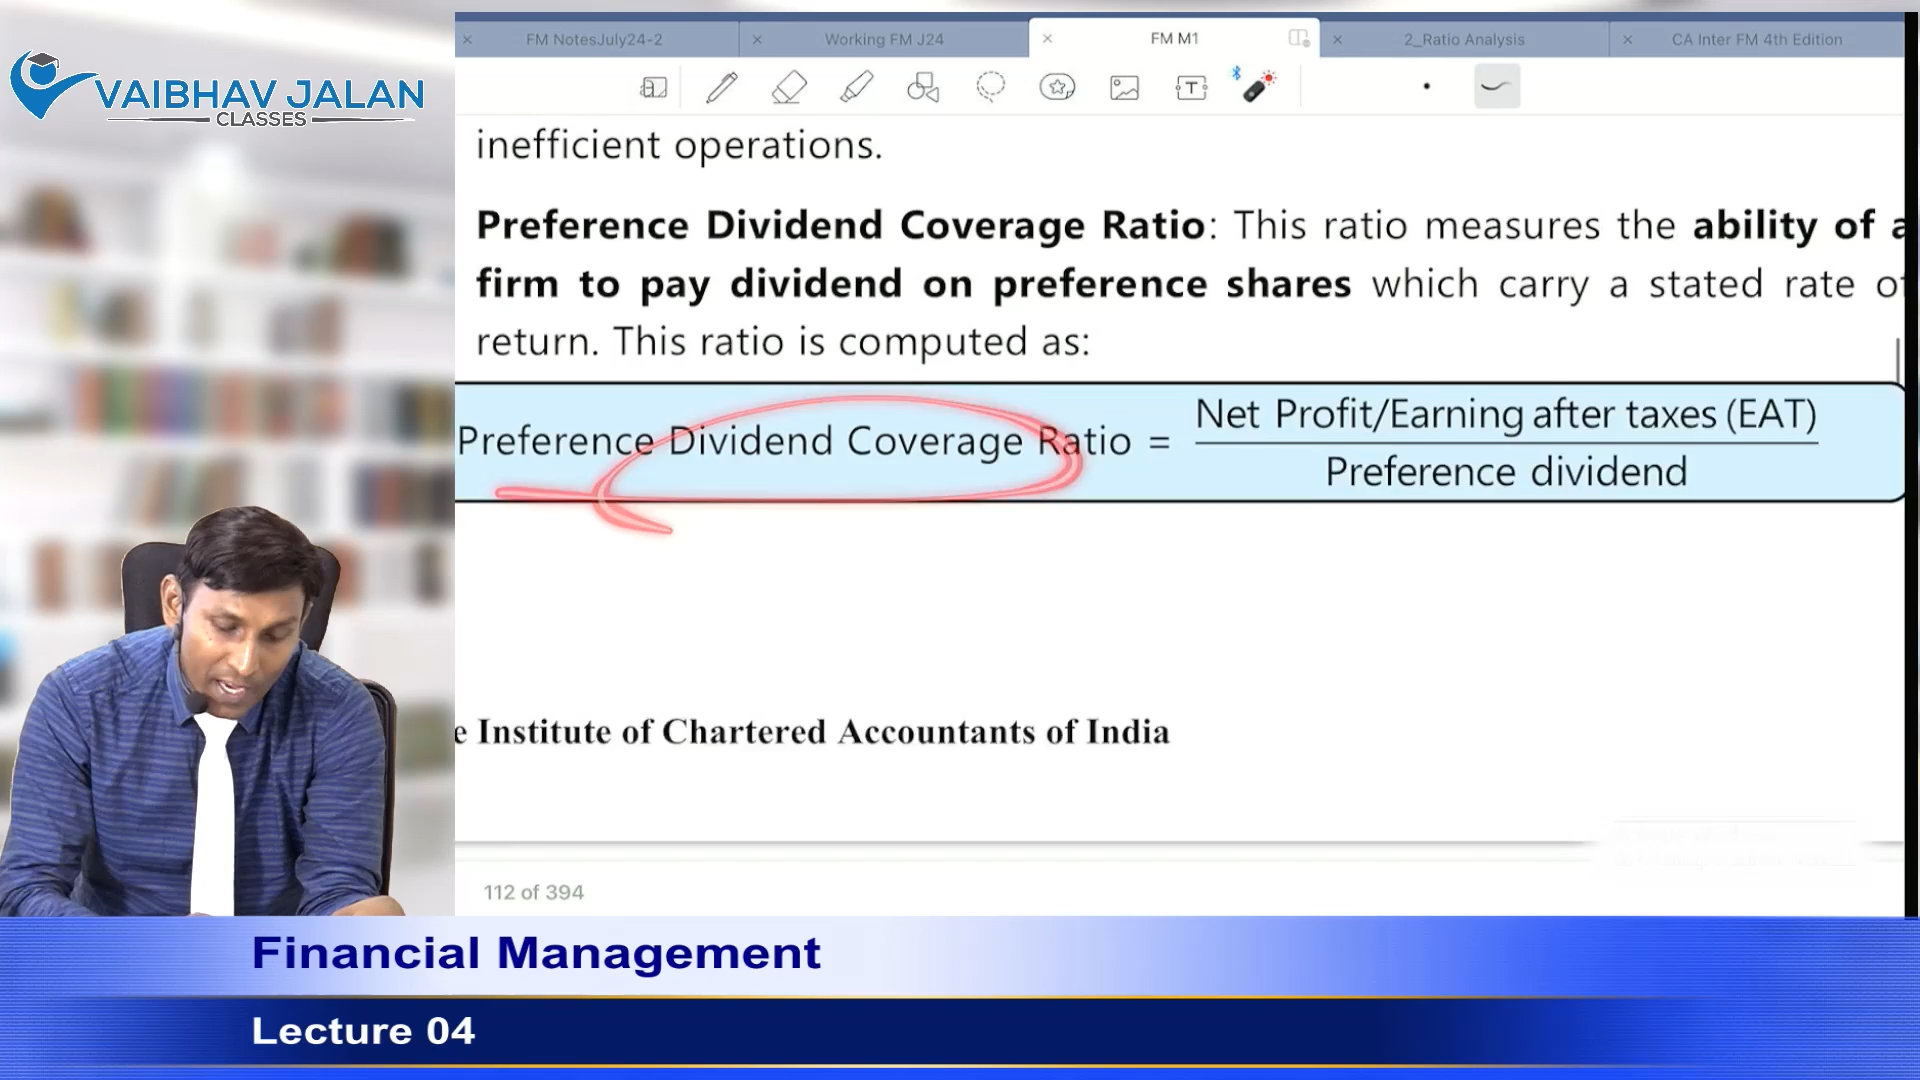 VAIBHAV JALAN
CLASSES
FM NotesJuly24-2
Working FM J24
FM M1
2_Ratio Analysis
CA Inter FM 4th Edition
inefficient operations.
Preference Dividend Coverage Ratio: This ratio measures the ability of a
firm to pay dividend on preference shares which carry a stated rate of
return. This ratio is computed as:
Preference Dividend Coverage Ratio = Net Profit/Earning after taxes (EAT)
Preference dividend
e Institute of Chartered Accountants of India
112 of 394
Financial Management
Lecture 04